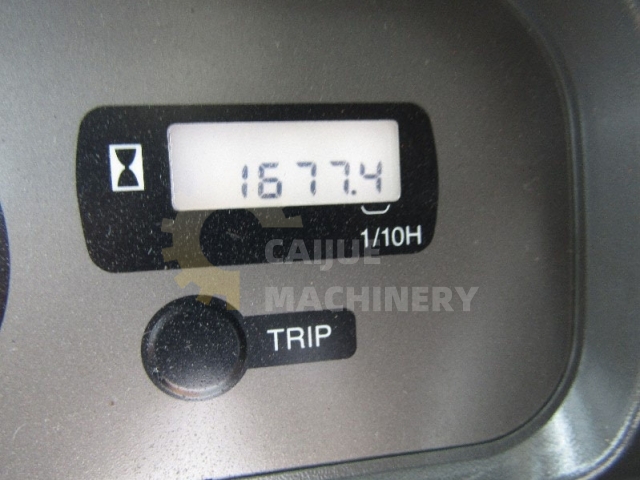 1677.4
1/10H
CAIJUE
MACHINERY
TRIP